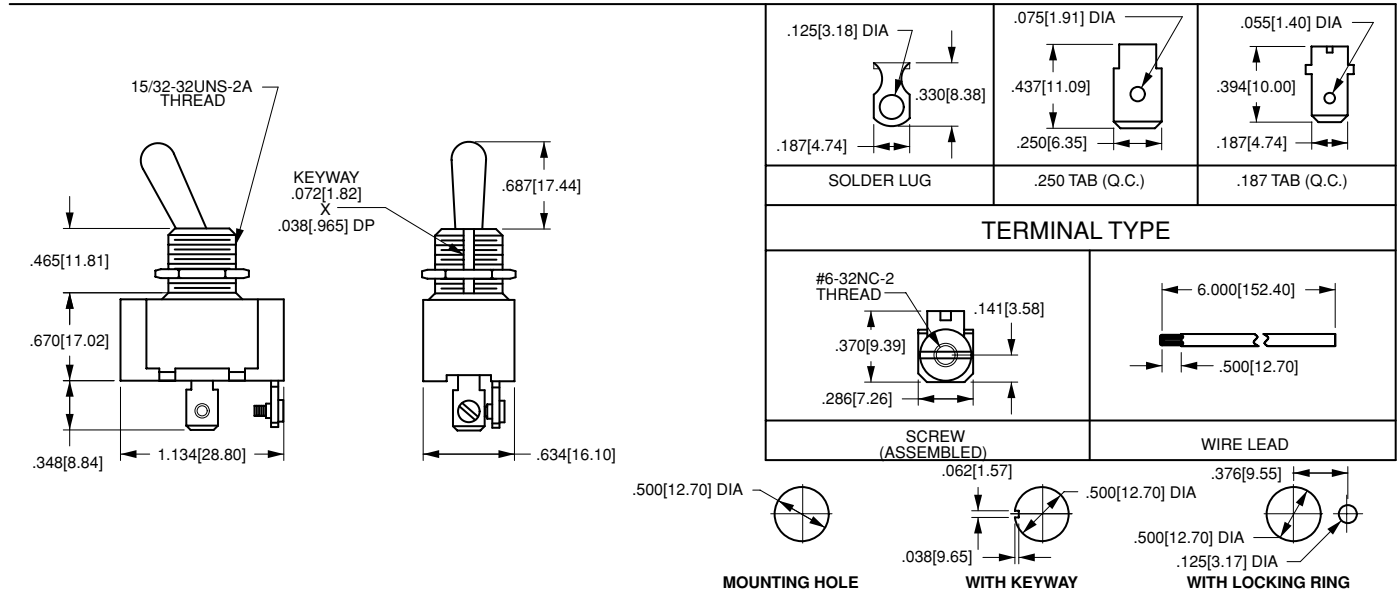 15/32-32UNS-2A
THREAD
.465[11.81]
.670[17.02]
.348[8.84]
1.134[28.80]
KEYWAY
.072[1.82]
X
.038[.965] DP
.687[17.44]
.634[16.10]
.125[3.18] DIA
.330[8.38]
.187[4.74]
SOLDER LUG
.075[1.91] DIA
.437[11.09]
.250[6.35]
.250 TAB (Q.C.)
.055[1.40] DIA
.394[10.00]
.187[4.74]
.187 TAB (Q.C.)
TERMINAL TYPE
#6-32NC-2
THREAD
.141[3.58]
.370[9.39]
.286[7.26]
SCREW
(ASSEMBLED)
6.000[152.40]
.500[12.70]
WIRE LEAD
.500[12.70] DIA
MOUNTING HOLE
.062[1.57]
.500[12.70] DIA
.038[9.65]
WITH KEYWAY
.376[9.55]
.500[12.70] DIA
.125[3.17] DIA
WITH LOCKING RING